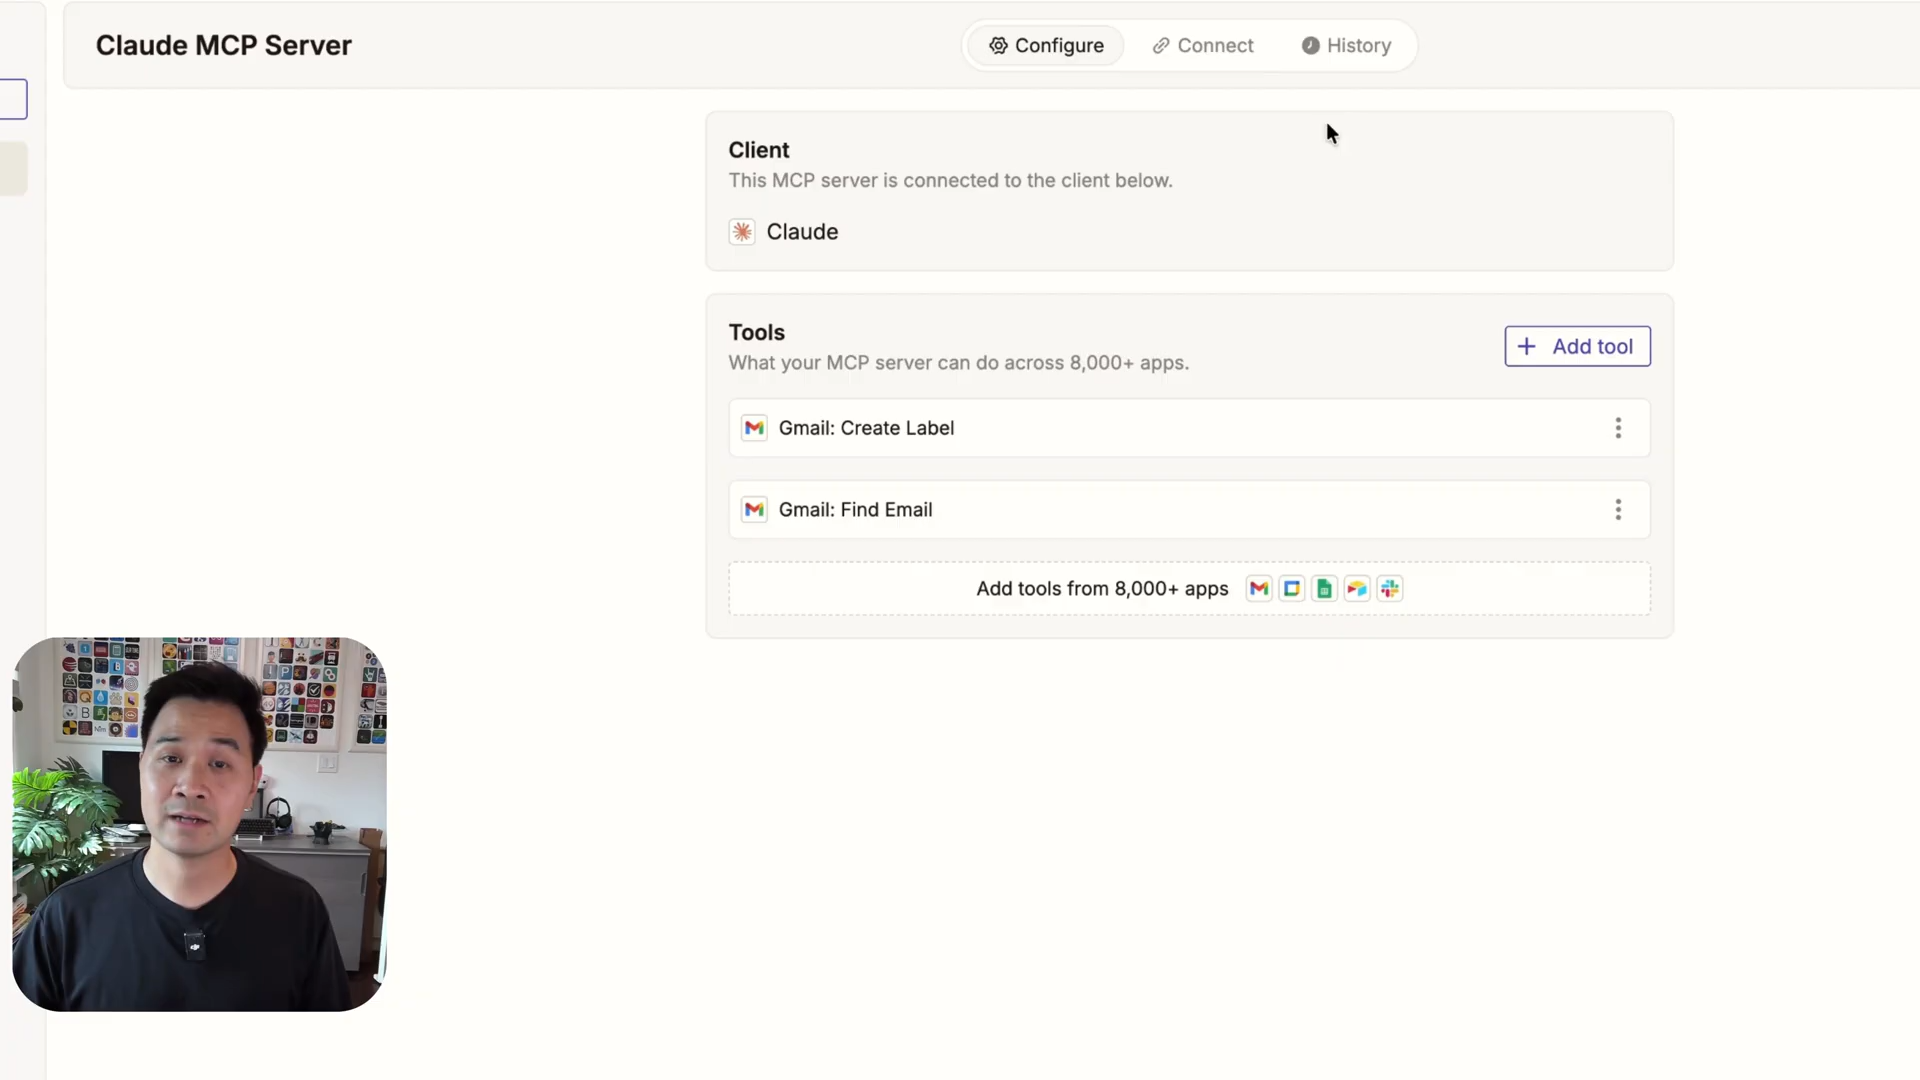 Claude MCP Server
Configure
Connect
History
Client
This MCP server is connected to the client below.
Claude
Tools
What your MCP server can do across 8,000+ apps.
Add tool
Gmail: Create Label
Gmail: Find Email
Add tools from 8,000+ apps